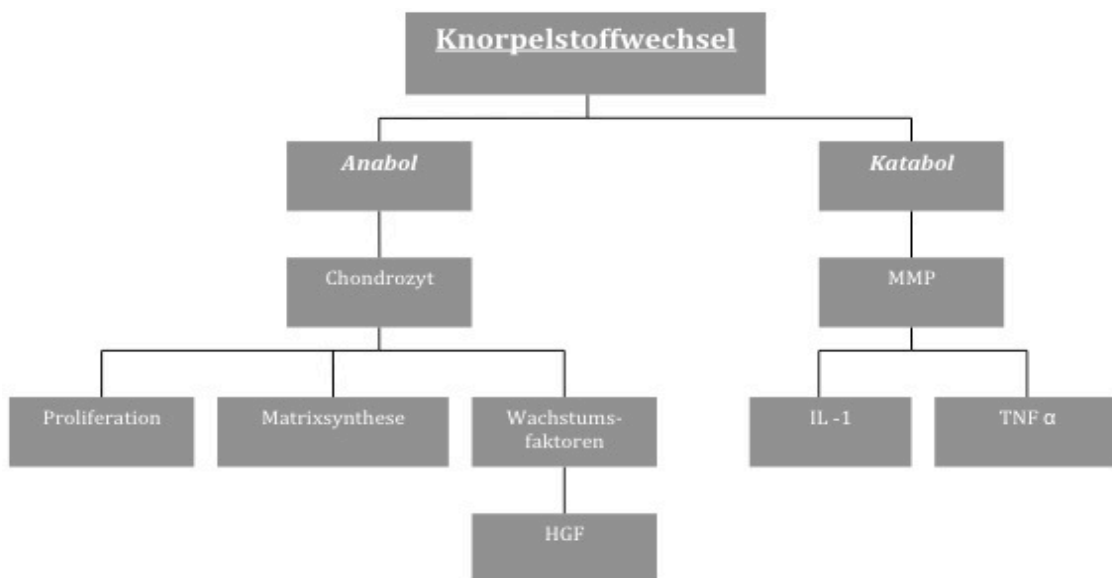 Knorpelstoffwechsel
Anabol
Katabol
Chondrozyt
MMP
Proliferation
Matrixsynthese
Wachstums-
faktoren
IL -1
TNF α
HGF